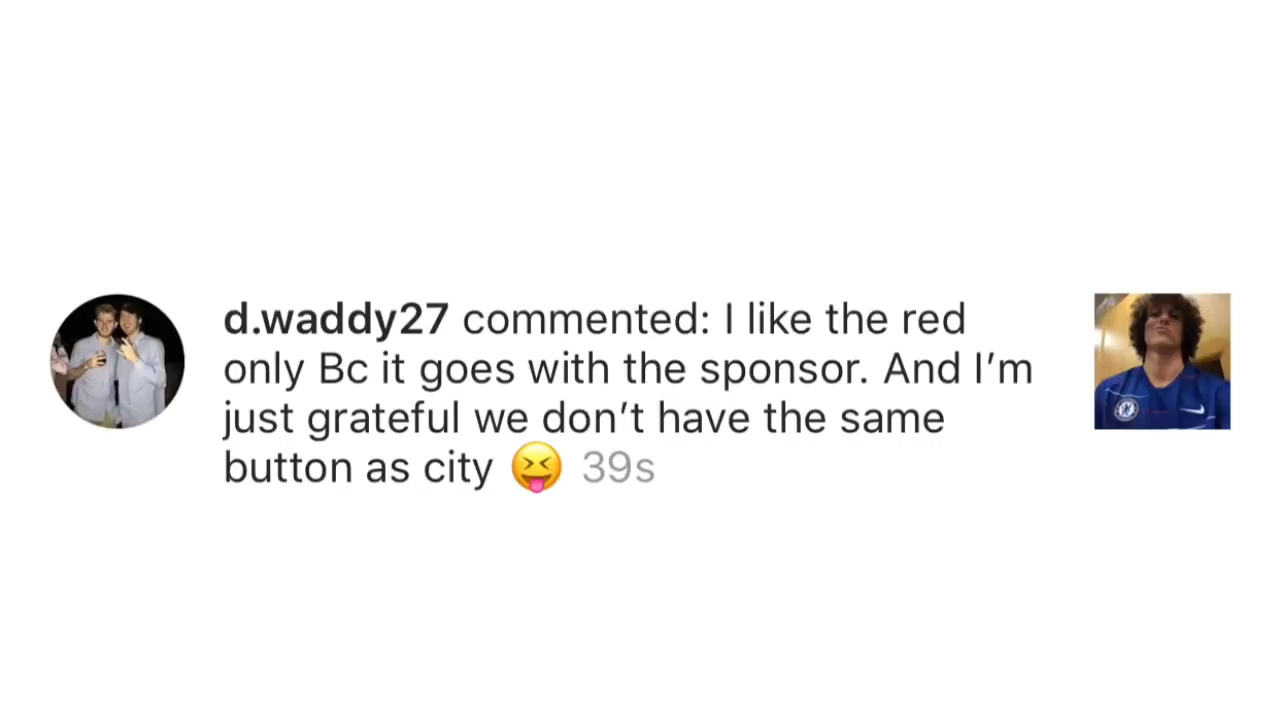 d.waddy27 commented: I like the red
only Bc it goes with the sponsor. And I’m
just grateful we don’t have the same
button as city 😝 39s